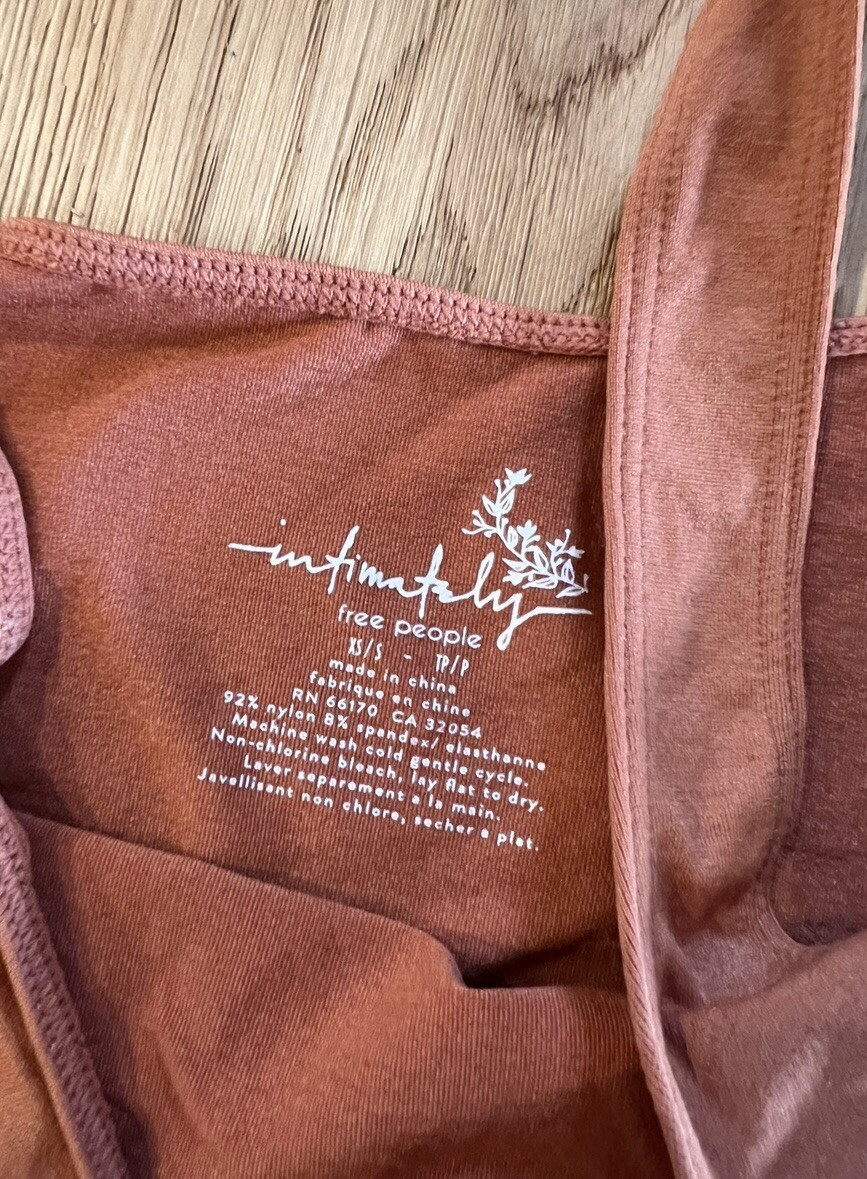 intimately
free people
XS/S - TP/P
made in china
fabrique en chine
RN 66170 CA 32054
92% nylon 8% spandex/ elasthanne
Machine wash cold gentle cycle.
Non-chlorine bleach, lay flat to dry.
Laver separement a la main.
Javellisant non chlore, secher a plat.